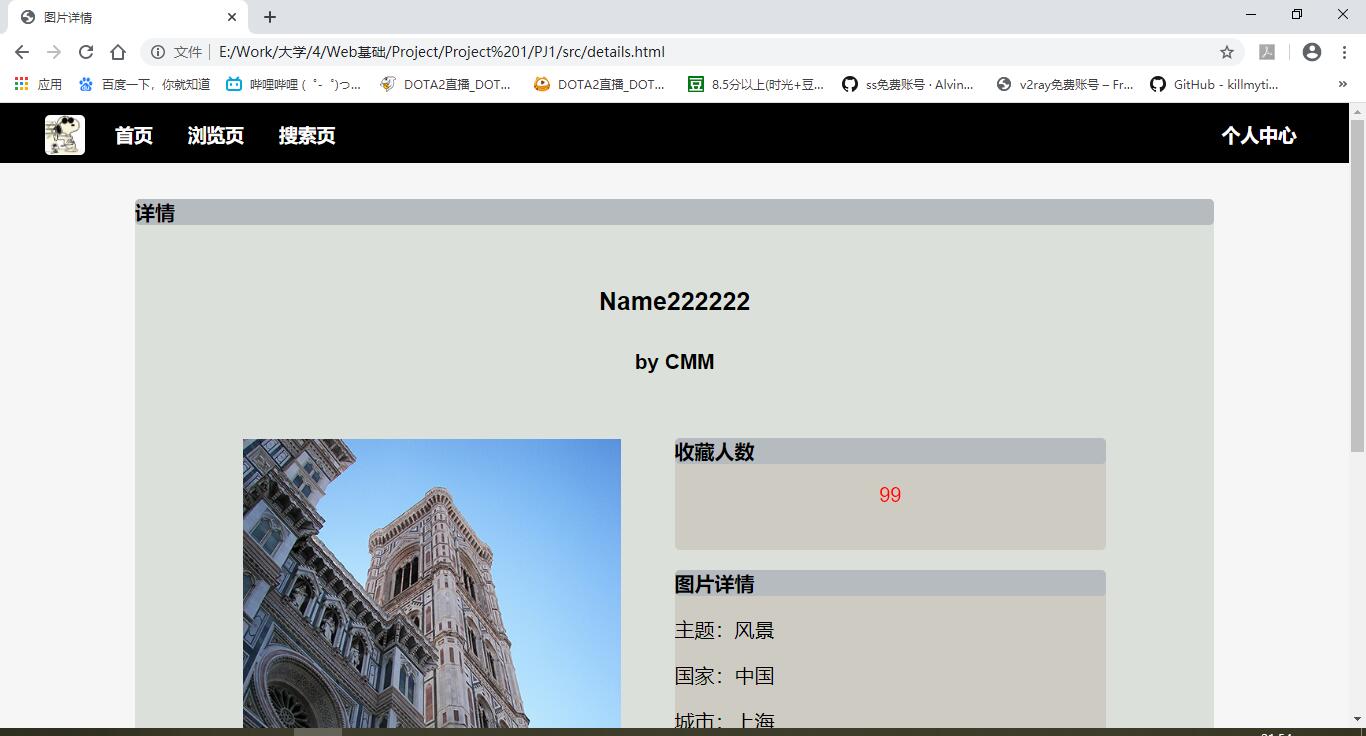 图片详情
文件 E:/Work/大学/4/Web基础/Project/Project%201/PJ1/src/details.html
应用 百度一下，你就知道 哔哩哔哩 ( ゜- ゜)つ... DOTA2直播_DOT... DOTA2直播_DOT... 8.5分以上(时光+豆... ss免费账号 · Alvin... v2ray免费账号 – Fr... GitHub - killmyti... »
首页 浏览页 搜索页 个人中心
详情
Name222222
by CMM
收藏人数
99
图片详情
主题：风景
国家：中国
城市：上海